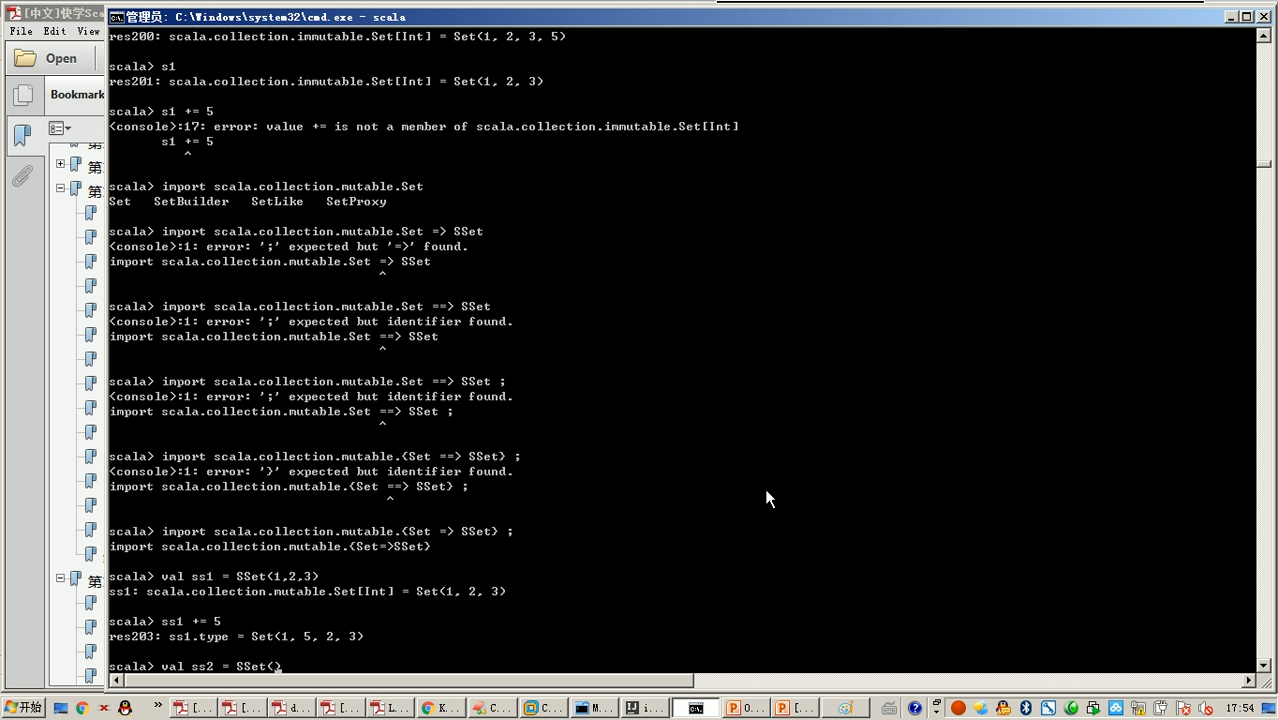 [中文]快学Sca
管理员: C:\Windows\system32\cmd.exe - scala
File Edit View
Open
Bookmark
第
第
第
res200: scala.collection.immutable.Set[Int] = Set(1, 2, 3, 5)
scala> s1
res201: scala.collection.immutable.Set[Int] = Set(1, 2, 3)
scala> s1 += 5
<console>:17: error: value += is not a member of scala.collection.immutable.Set[Int]
s1 += 5
^
scala> import scala.collection.mutable.Set
Set SetBuilder SetLike SetProxy
scala> import scala.collection.mutable.Set => SSet
<console>:1: error: ';' expected but '=>' found.
import scala.collection.mutable.Set => SSet
^
scala> import scala.collection.mutable.Set ==> SSet
<console>:1: error: ';' expected but identifier found.
import scala.collection.mutable.Set ==> SSet
^
scala> import scala.collection.mutable.Set ==> SSet ;
<console>:1: error: ';' expected but identifier found.
import scala.collection.mutable.Set ==> SSet ;
^
scala> import scala.collection.mutable.{Set ==> SSet} ;
<console>:1: error: '}' expected but identifier found.
import scala.collection.mutable.{Set ==> SSet} ;
^
scala> import scala.collection.mutable.{Set => SSet} ;
import scala.collection.mutable.{Set=>SSet}
scala> val ss1 = SSet(1,2,3)
ss1: scala.collection.mutable.Set[Int] = Set(1, 2, 3)
scala> ss1 += 5
res203: ss1.type = Set(1, 5, 2, 3)
scala> val ss2 = SSet()
开始 » [... [... d... [... L... K... C... C... M... i... O... [... 17:54